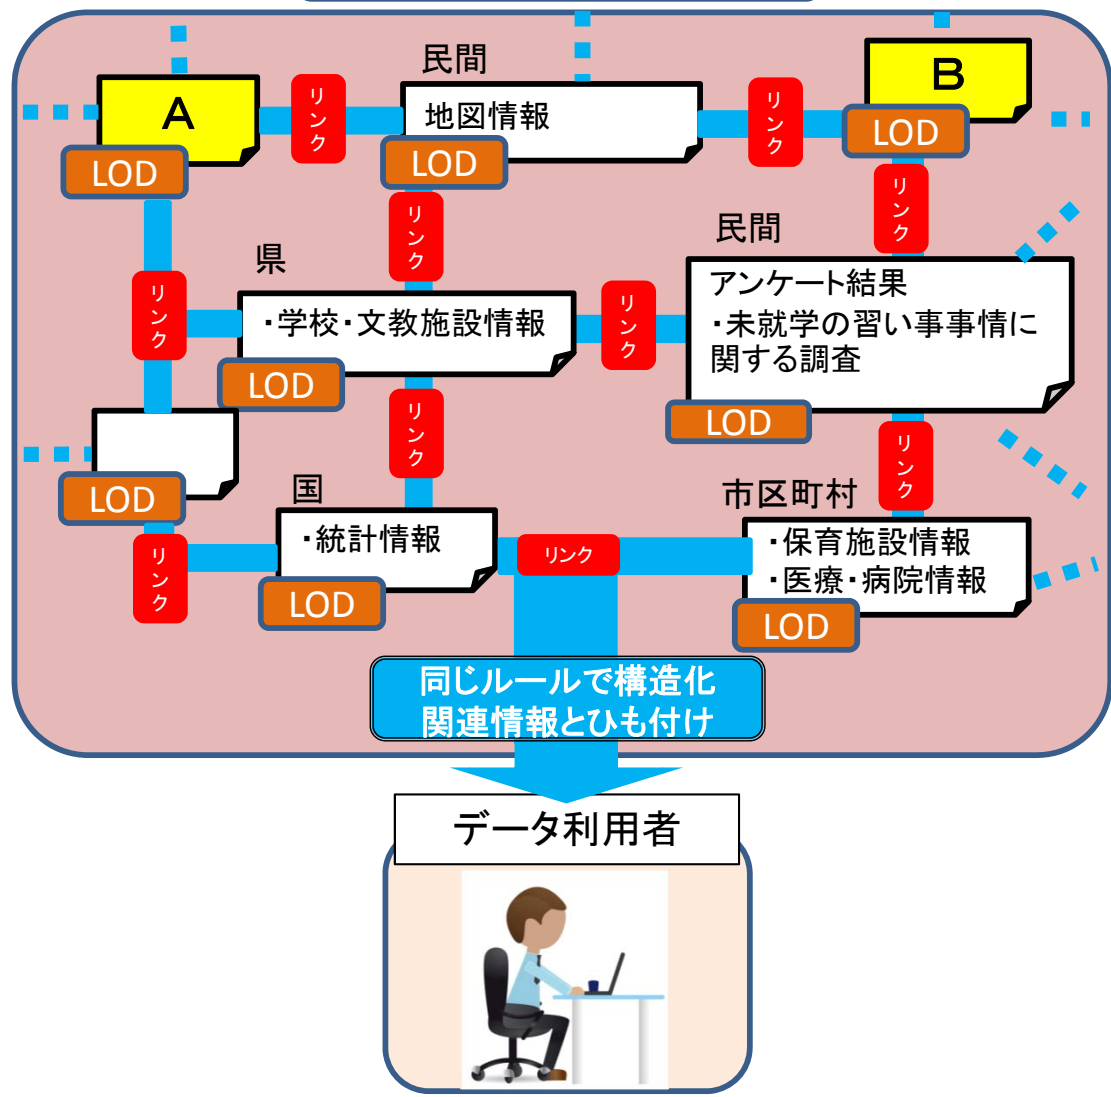 民間
A
リンク
地図情報
リンク
B
LOD
LOD
LOD
リンク
リンク
民間
県
リンク
・学校・文教施設情報
リンク
アンケート結果
・未就学の習い事事情に
関する調査
LOD
リンク
LOD
リンク
LOD
国
市区町村
リンク
・統計情報
リンク
・保育施設情報
・医療・病院情報
LOD
LOD
同じルールで構造化
関連情報とひも付け
データ利用者